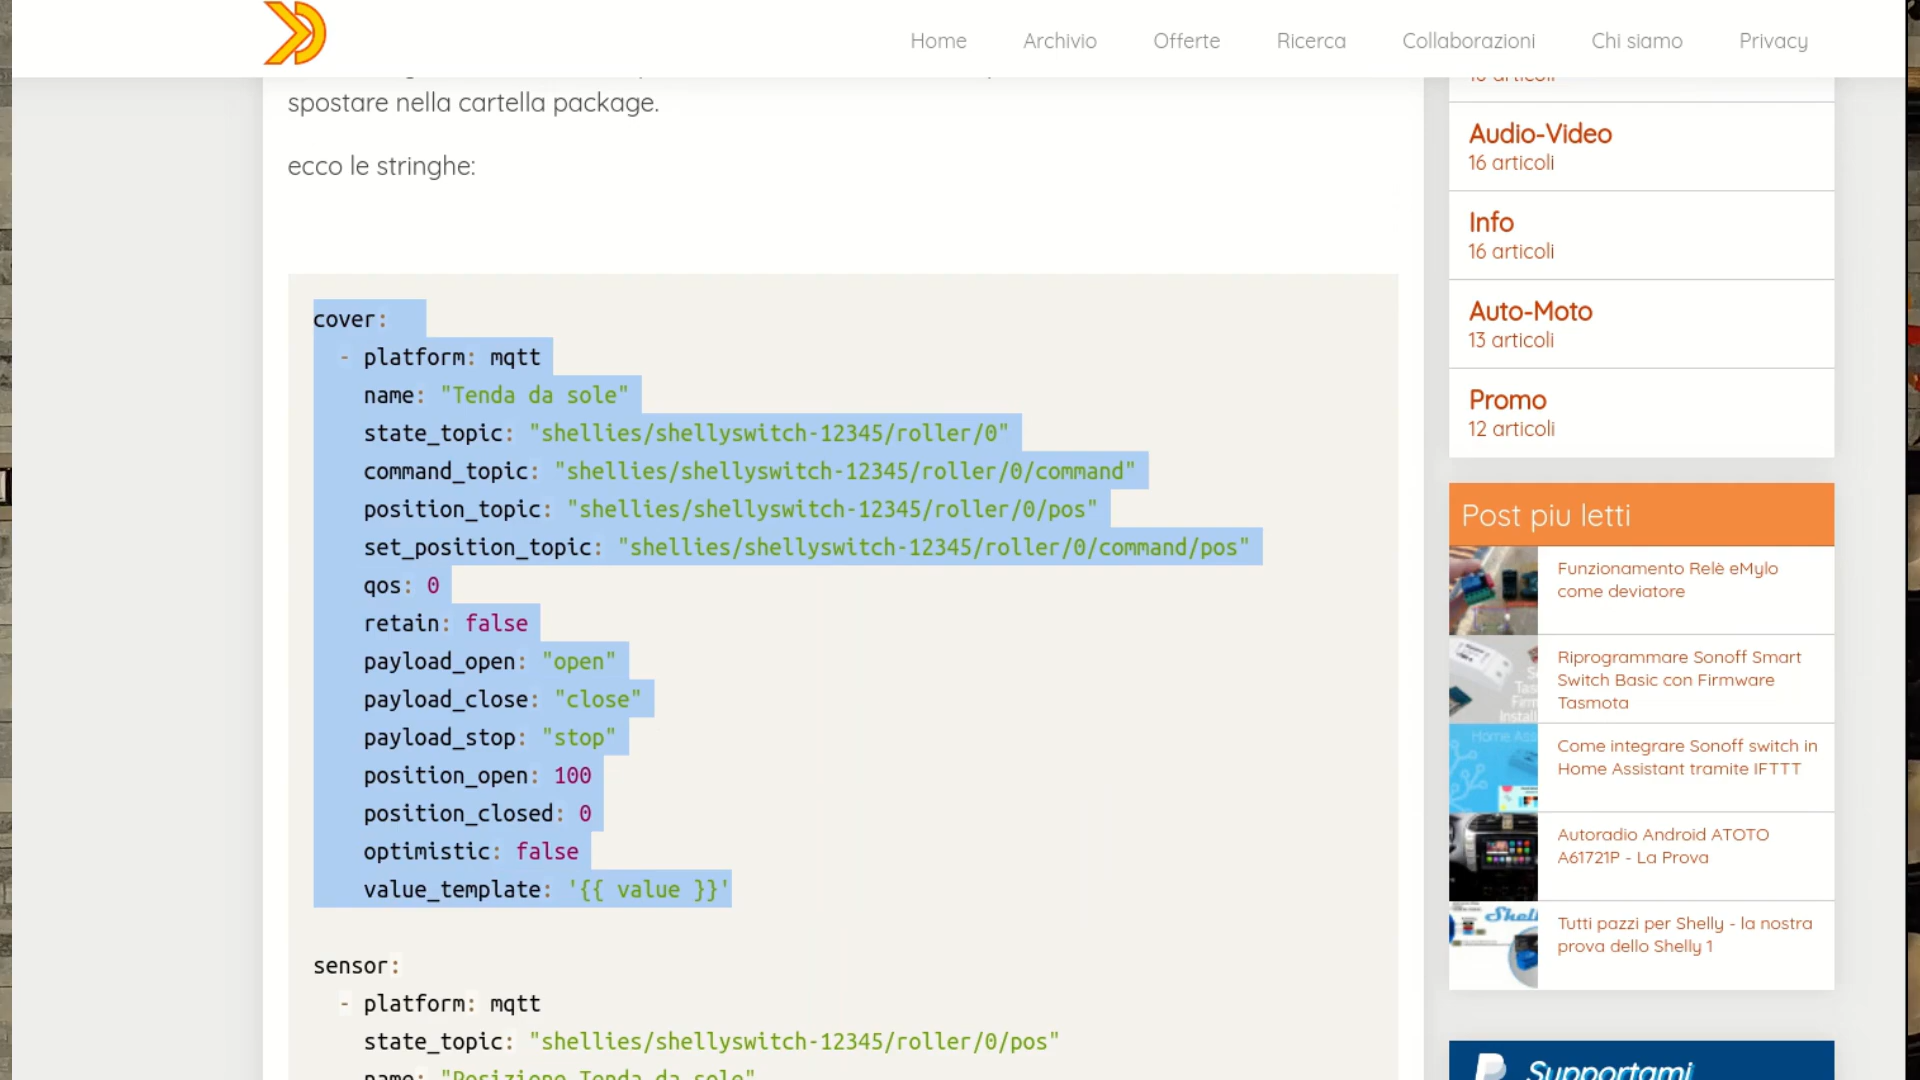 Home
Archivio
Offerte
Ricerca
Collaborazioni
Chi siamo
Privacy
spostare nella cartella package.
ecco le stringhe:
cover:
- platform: mqtt
name: "Tenda da sole"
state_topic: "shellies/shellyswitch-12345/roller/0"
command_topic: "shellies/shellyswitch-12345/roller/0/command"
position_topic: "shellies/shellyswitch-12345/roller/0/pos"
set_position_topic: "shellies/shellyswitch-12345/roller/0/command/pos"
qos: 0
retain: false
payload_open: "open"
payload_close: "close"
payload_stop: "stop"
position_open: 100
position_closed: 0
optimistic: false
value_template: '{{ value }}'
sensor:
- platform: mqtt
state_topic: "shellies/shellyswitch-12345/roller/0/pos"
name: "Posizione Tenda da sole"
Audio-Video
16 articoli
Info
16 articoli
Auto-Moto
13 articoli
Promo
12 articoli
Post piu letti
Funzionamento Relè eMylo
come deviatore
Riprogrammare Sonoff Smart
Switch Basic con Firmware
Tasmota
Come integrare Sonoff switch in
Home Assistant tramite IFTTT
Autoradio Android ATOTO
A61721P - La Prova
Tutti pazzi per Shelly - la nostra
prova dello Shelly 1
Supportami